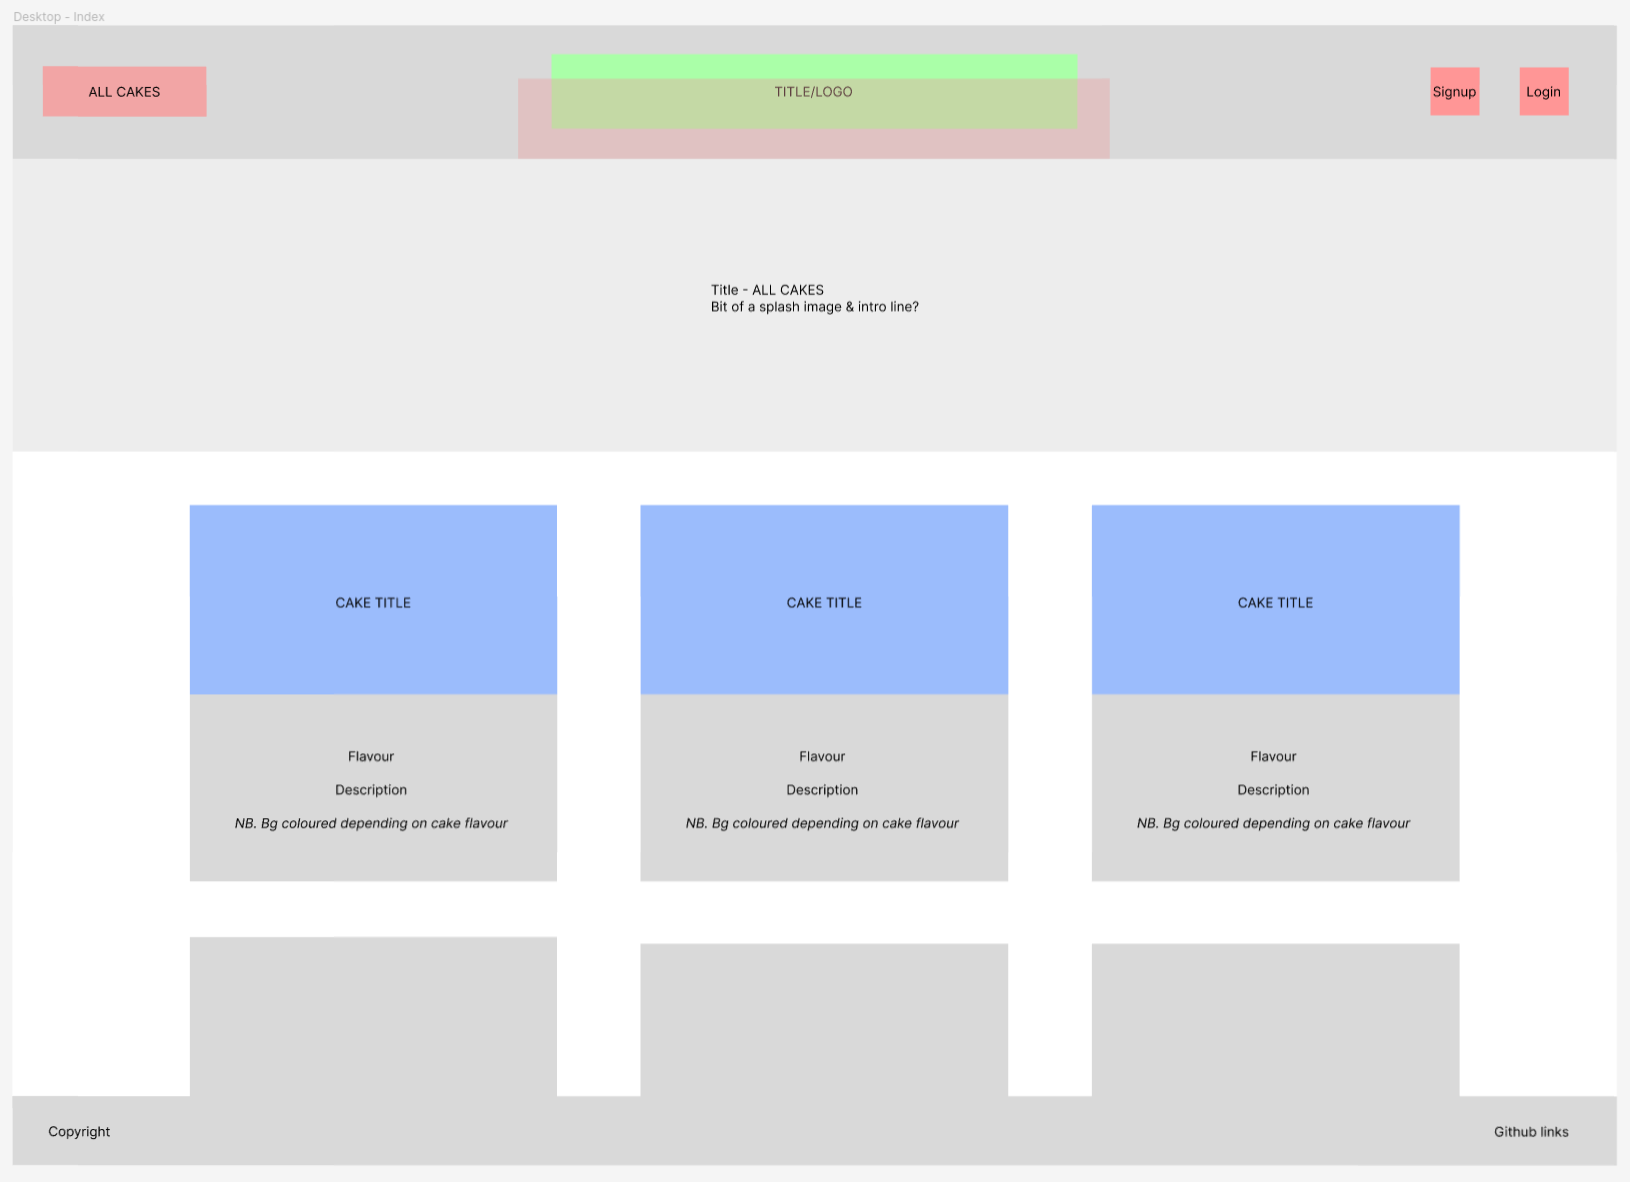 Desktop - Index
ALL CAKES
TITLE/LOGO
Signup
Login
Title - ALL CAKES
Bit of a splash image & intro line?
CAKE TITLE
CAKE TITLE
CAKE TITLE
Flavour
Description
NB. Bg coloured depending on cake flavour
Flavour
Description
NB. Bg coloured depending on cake flavour
Flavour
Description
NB. Bg coloured depending on cake flavour
Copyright
Github links